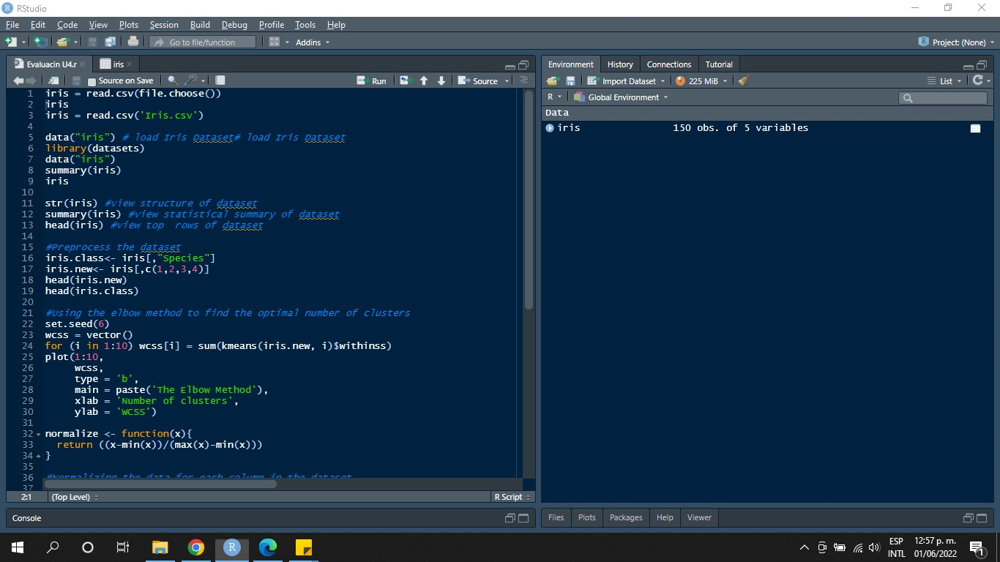 RStudio
File Edit Code View Plots Session Build Debug Profile Tools Help
Go to file/function Addins Project: (None)
Evaluacin U4.r iris
Source on Save Run Source
1 iris = read.csv(file.choose())
2 iris
3 iris = read.csv('Iris.csv')
4
5 data("iris") # load Iris Dataset# load Iris Dataset
6 library(datasets)
7 data("iris")
8 summary(iris)
9 iris
10
11 str(iris) #view structure of dataset
12 summary(iris) #view statistical summary of dataset
13 head(iris) #view top  rows of dataset
14
15 #Preprocess the dataset
16 iris.class<- iris[,"Species"]
17 iris.new<- iris[,c(1,2,3,4)]
18 head(iris.new)
19 head(iris.class)
20
21 #Using the elbow method to find the optimal number of clusters
22 set.seed(6)
23 wcss = vector()
24 for (i in 1:10) wcss[i] = sum(kmeans(iris.new, i)$withinss)
25 plot(1:10,
26 wcss,
27 type = 'b',
28 main = paste('The Elbow Method'),
29 xlab = 'Number of clusters',
30 ylab = 'WCSS')
31
32 normalize <- function(x){
33 return ((x-min(x))/(max(x)-min(x)))
34 }
35
36 #Normalizing the data for each column in the dataset
37
2:1 (Top Level) R Script
Console
Environment History Connections Tutorial
Import Dataset 225 MiB List
R Global Environment
Data
iris 150 obs. of 5 variables
Files Plots Packages Help Viewer
ESP 12:57 p. m.
INTL 01/06/2022 1